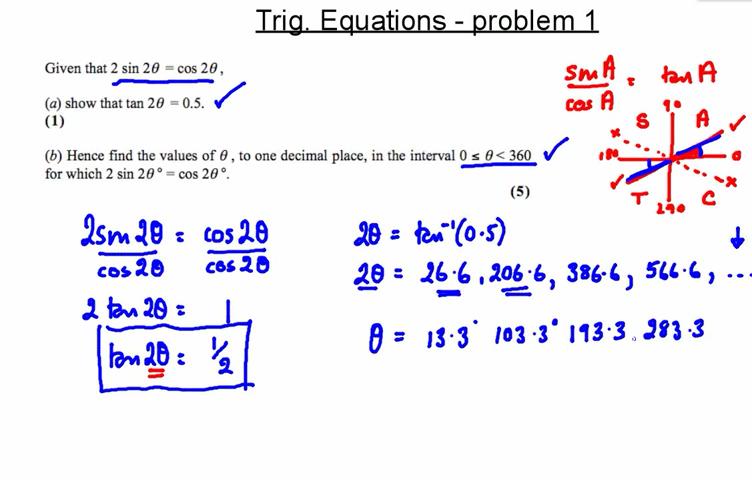 Trig. Equations - problem 1
Given that 2 sin 2θ = cos 2θ ,
(a) show that tan 2θ = 0.5.
(1)
(b) Hence find the values of θ , to one decimal place, in the interval 0 ≤ θ < 360
for which 2 sin 2θ° = cos 2θ°.
(5)
sin A / cos A = tan A
90
S A
180 0
T C
270
2sin2θ / cos2θ = cos2θ / cos2θ
2 tan 2θ = 1
tan 2θ = 1/2
2θ = tan⁻¹(0.5)
2θ = 26.6, 206.6, 386.6, 566.6, ...
θ = 13.3° 103.3° 193.3, 283.3